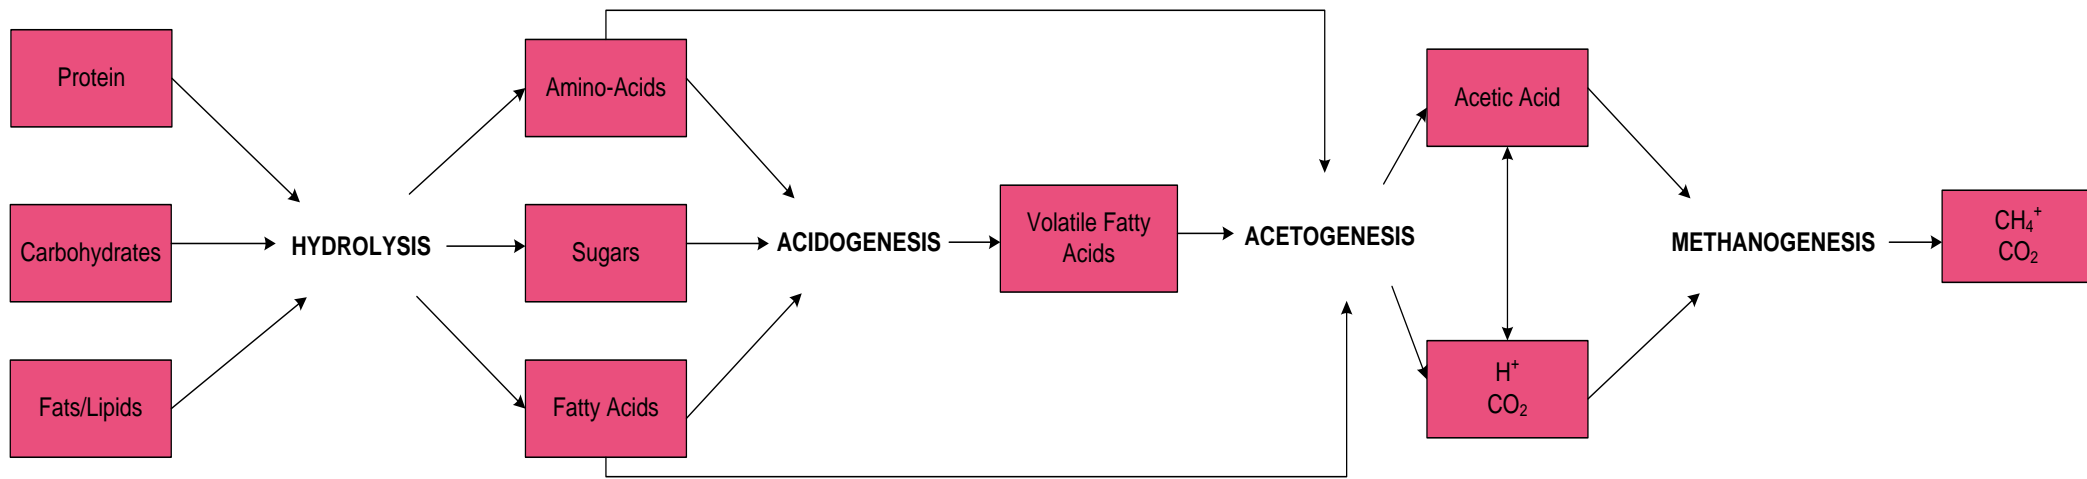 Protein
Carbohydrates
Fats/Lipids
HYDROLYSIS
Amino-Acids
Sugars
Fatty Acids
ACIDOGENESIS
Volatile Fatty
Acids
ACETOGENESIS
Acetic Acid
H⁺
CO₂
METHANOGENESIS
CH₄⁺
CO₂